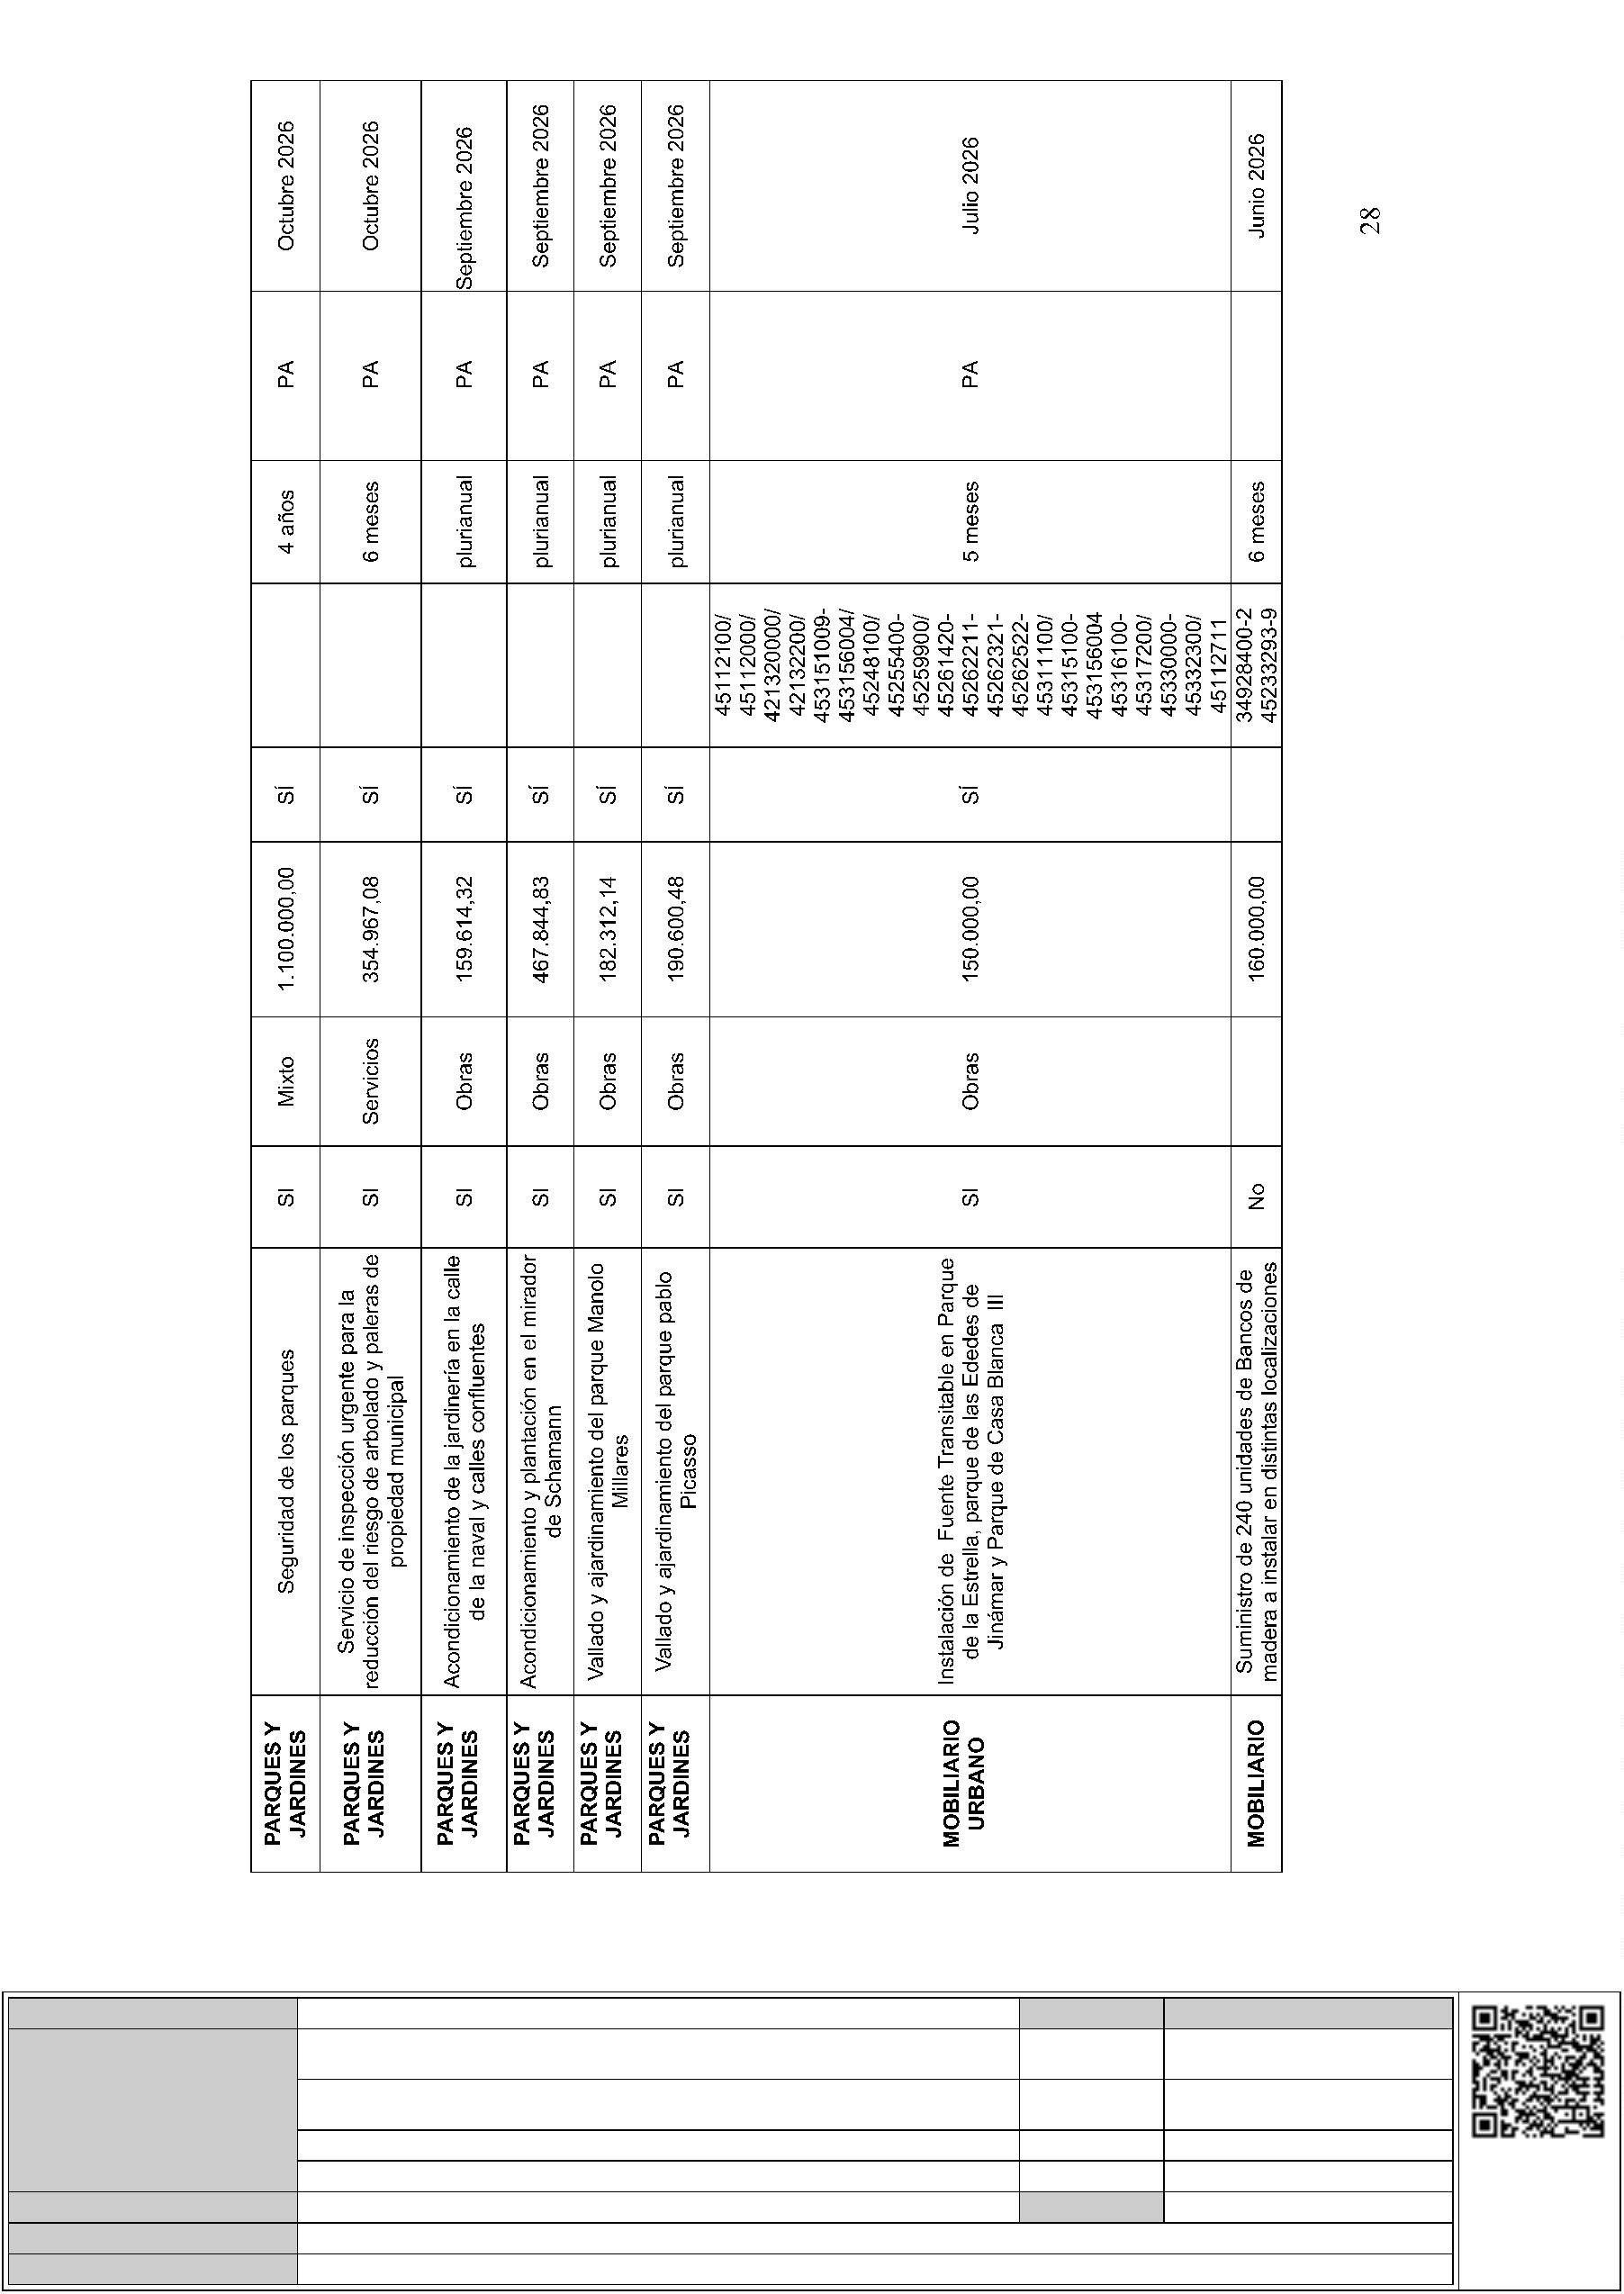 PARQUES Y
JARDINES
Seguridad de los parques
SI
Mixto
1.100.000,00
SÍ
4 años
PA
Octubre 2026
PARQUES Y
JARDINES
Servicio de inspección urgente para la
reducción del riesgo de arbolado y paleras de
propiedad municipal
SI
Servicios
354.967,08
SÍ
6 meses
PA
Octubre 2026
PARQUES Y
JARDINES
Acondicionamiento de la jardinería en la calle
de la naval y calles confluentes
SI
Obras
159.614,32
SÍ
plurianual
PA
Septiembre 2026
PARQUES Y
JARDINES
Acondicionamiento y plantación en el mirador
de Schamann
SI
Obras
467.844,83
SÍ
plurianual
PA
Septiembre 2026
PARQUES Y
JARDINES
Vallado y ajardinamiento del parque Manolo
Millares
SI
Obras
182.312,14
SÍ
plurianual
PA
Septiembre 2026
PARQUES Y
JARDINES
Vallado y ajardinamiento del parque pablo
Picasso
SI
Obras
190.600,48
SÍ
plurianual
PA
Septiembre 2026
MOBILIARIO
URBANO
Instalación de Fuente Transitable en Parque
de la Estrella, parque de las Ededes de
Jinámar y Parque de Casa Blanca III
SI
Obras
150.000,00
SÍ
45112100/
45112000/
421320000/
42132200/
453151009-
453156004/
45248100/
45255400-
45259900/
45261420-
45262211-
45262321-
45262522-
45311100/
45315100-
453156004
45316100-
45317200/
45330000-
45332300/
45112711
5 meses
PA
Julio 2026
MOBILIARIO
Suministro de 240 unidades de Bancos de
madera a instalar en distintas localizaciones
No
160.000,00
34928400-2
45233293-9
6 meses
Junio 2026
28